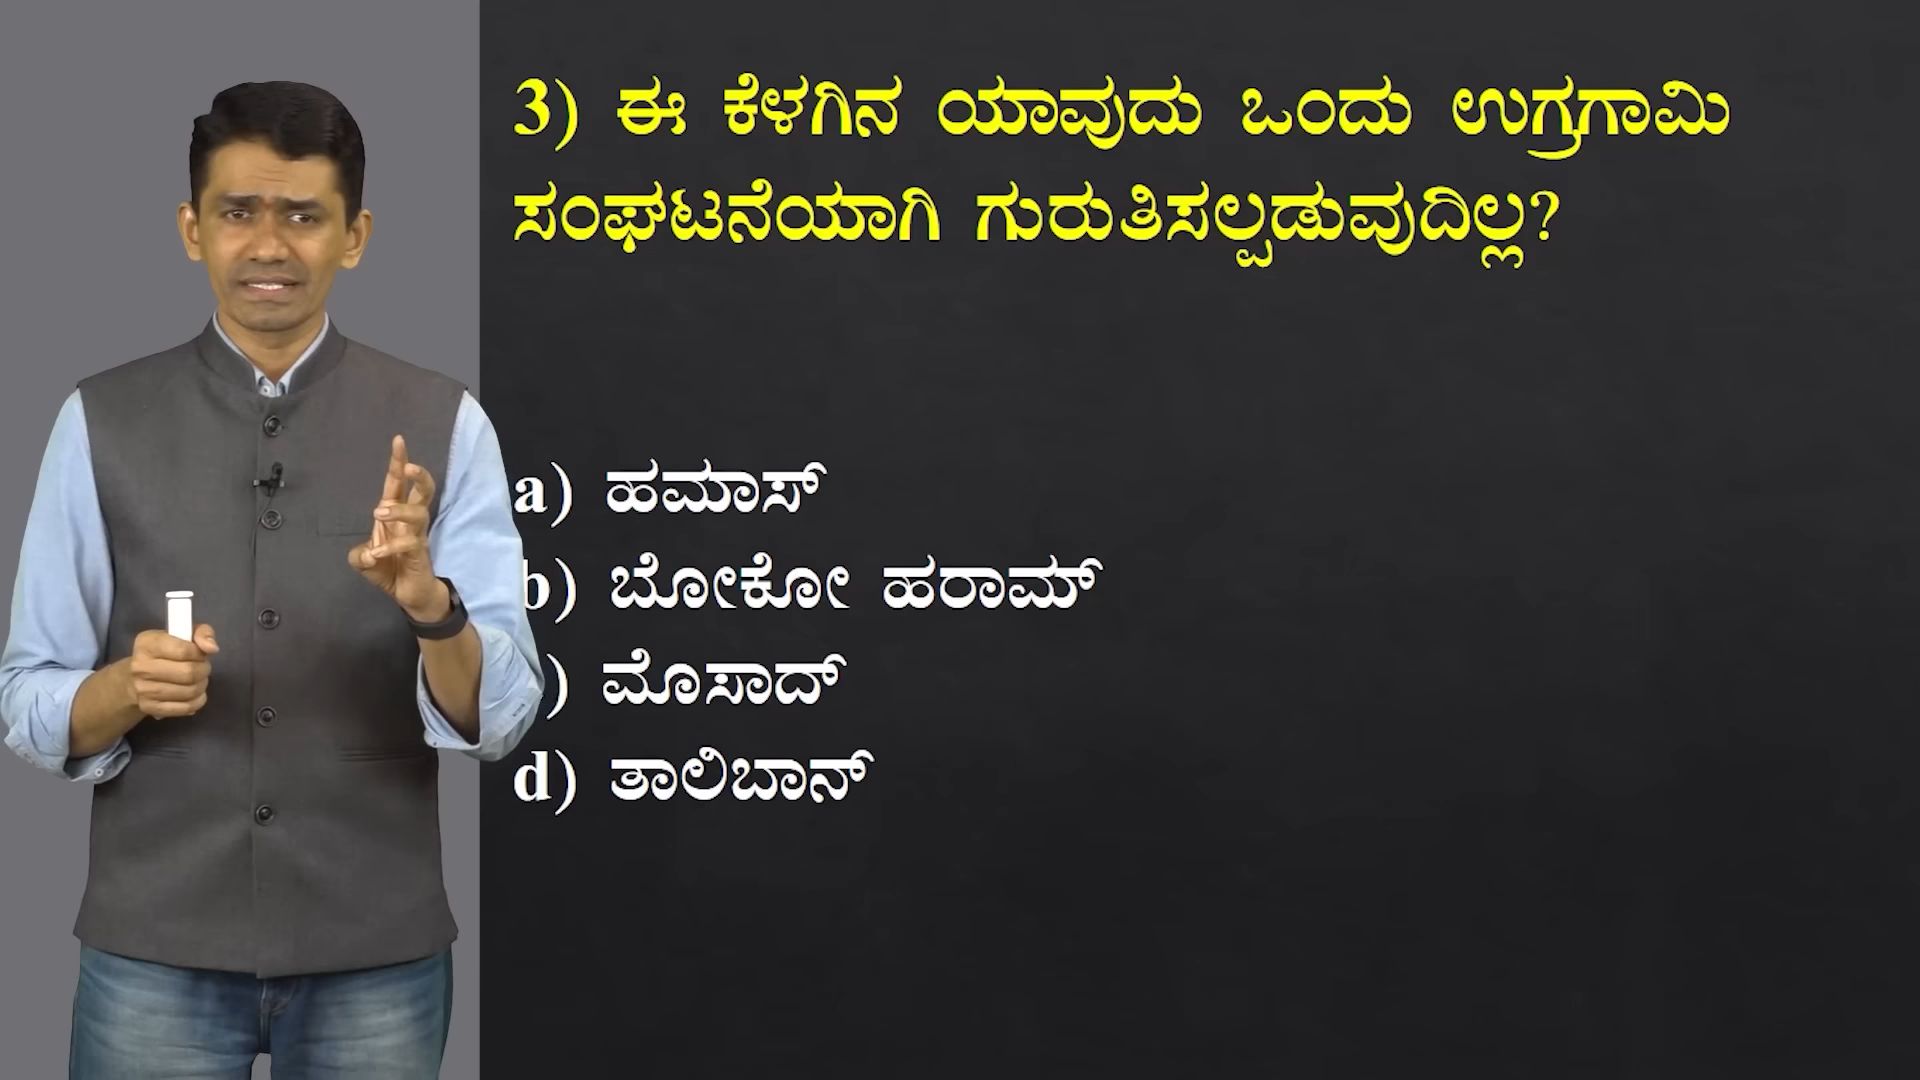 3) ಈ ಕೆಳಗಿನ ಯಾವುದು ಒಂದು ಉಗ್ರಗಾಮಿ
ಸಂಘಟನೆಯಾಗಿ ಗುರುತಿಸಲ್ಪಡುವುದಿಲ್ಲ?
a) ಹಮಾಸ್
b) ಬೋಕೋ ಹರಾಮ್
) ಮೊಸಾದ್
d) ತಾಲಿಬಾನ್